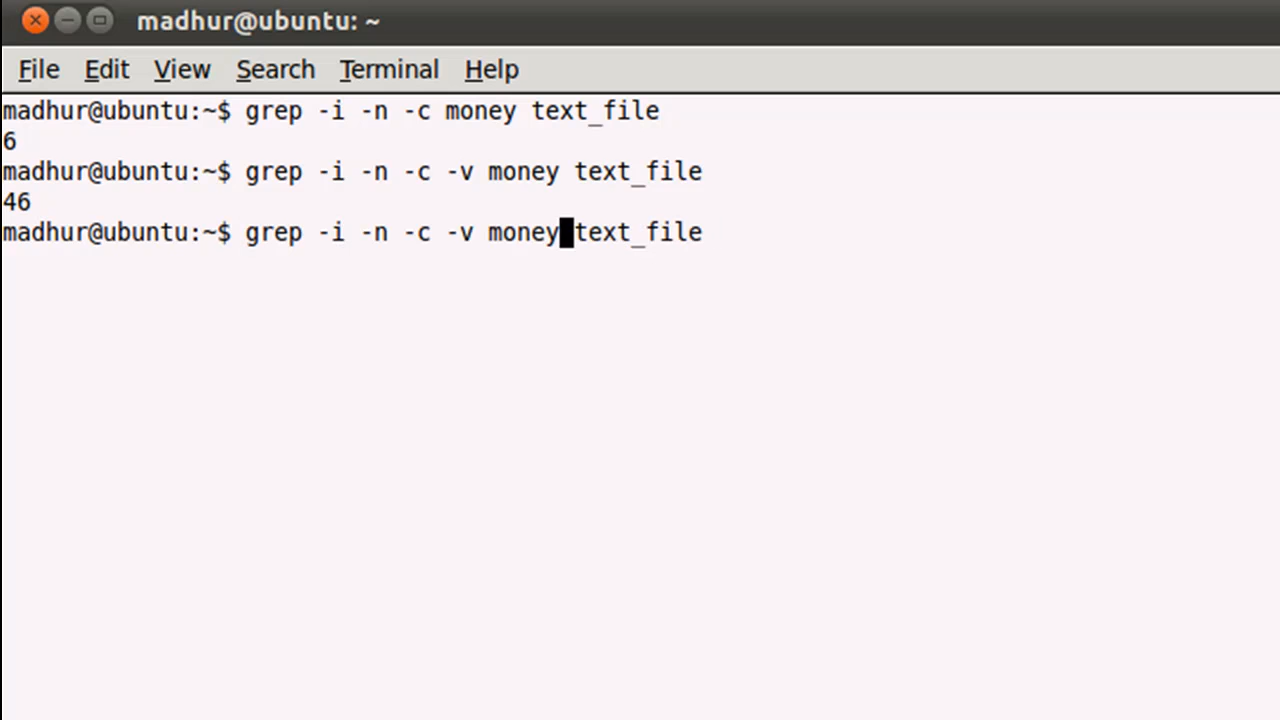 madhur@ubuntu: ~
File Edit View Search Terminal Help
madhur@ubuntu:~$ grep -i -n -c money text_file
6
madhur@ubuntu:~$ grep -i -n -c -v money text_file
46
madhur@ubuntu:~$ grep -i -n -c -v money text_file